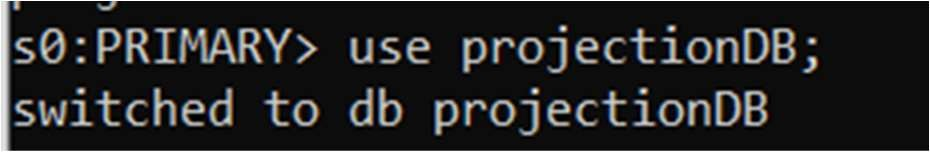 s0:PRIMARY> use projectionDB;
switched to db projectionDB